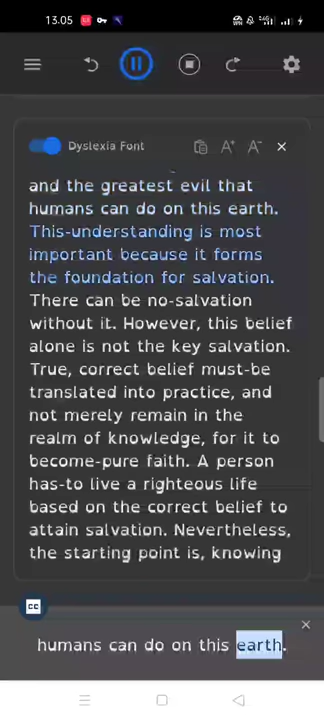 13.05
Dyslexia Font A+ A-
and the greatest evil that
humans can do on this earth.
This-understanding is most
important because it forms
the foundation for salvation.
There can be no-salvation
without it. However, this belief
alone is not the key salvation.
True, correct belief must-be
translated into practice, and
not merely remain in the
realm of knowledge, for it to
become-pure faith. A person
has-to live a righteous life
based on the correct belief to
attain salvation. Nevertheless,
the starting point is, knowing
CC
humans can do on this earth.